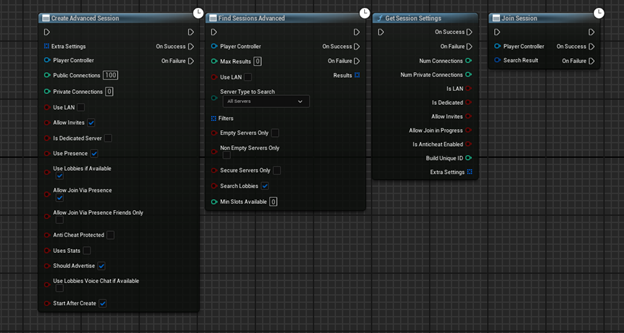 Create Advanced Session
Extra Settings
On Success
Player Controller
On Failure
Public Connections 100
Private Connections 0
Use LAN
Allow Invites
Is Dedicated Server
Use Presence
Use Lobbies if Available
Allow Join Via Presence
Allow Join Via Presence Friends Only
Anti Cheat Protected
Uses Stats
Should Advertise
Use Lobbies Voice Chat if Available
Start After Create
Find Sessions Advanced
Player Controller
On Success
Max Results 0
On Failure
Use LAN
Results
Server Type to Search
All Servers
Filters
Empty Servers Only
Non Empty Servers Only
Secure Servers Only
Search Lobbies
Min Slots Available 0
Get Session Settings
On Success
On Failure
Num Connections
Num Private Connections
Is LAN
Is Dedicated
Allow Invites
Allow Join in Progress
Is Anticheat Enabled
Build Unique ID
Extra Settings
Join Session
Player Controller
On Success
Search Result
On Failure